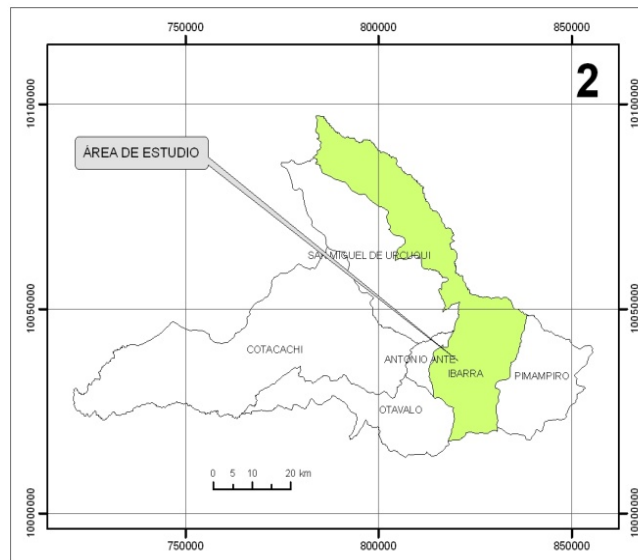 750000 800000 850000
2
10100000 10100000
ÁREA DE ESTUDIO
SAN MIGUEL DE URCUQUI
10050000 10050000
COTACACHI
ANTONIO ANTE
IBARRA
PIMAMPIRO
OTAVALO
0 5 10 20 km
10000000 10000000
750000 800000 850000